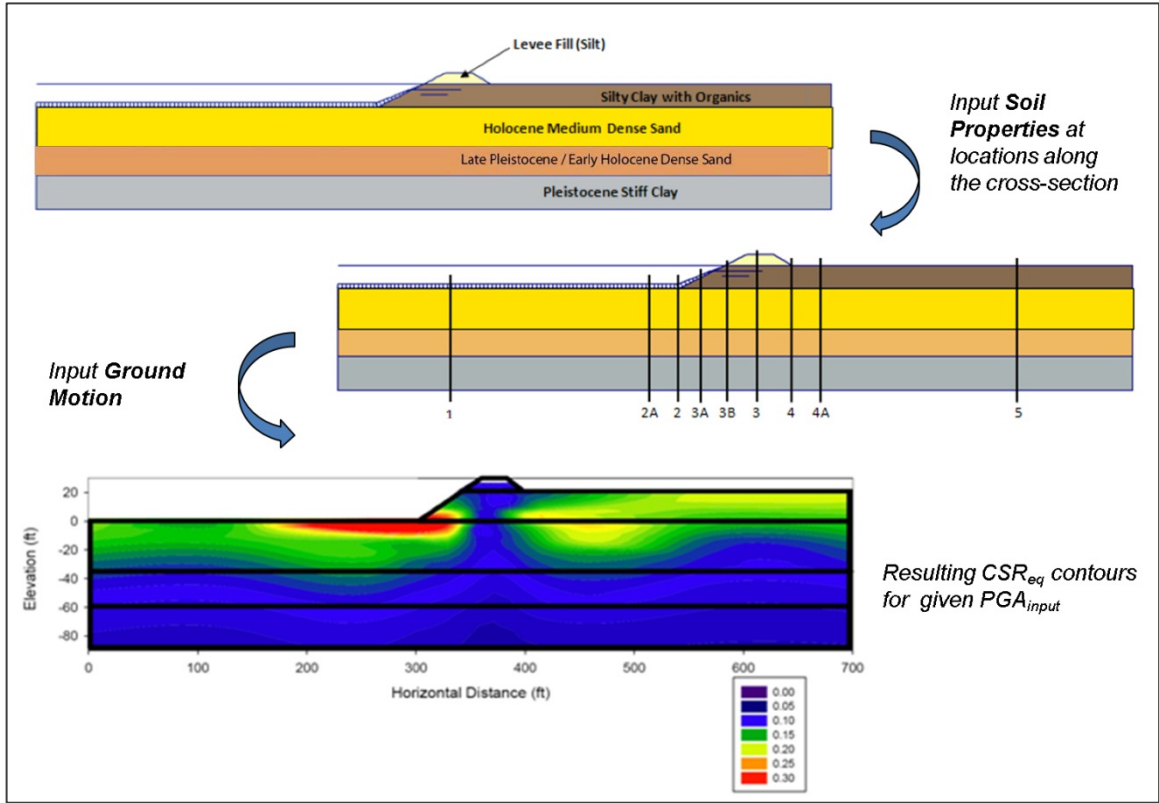 Levee Fill (Silt)
Silty Clay with Organics
Holocene Medium Dense Sand
Late Pleistocene / Early Holocene Dense Sand
Pleistocene Stiff Clay
Input Soil
Properties at
locations along
the cross-section
1 2A 2 3A 3B 3 4 4A 5
Input Ground
Motion
Elevation (ft)
20
0
-20
-40
-60
-80
0 100 200 300 400 500 600 700
Horizontal Distance (ft)
Resulting CSReq contours
for given PGAinput
0.00
0.05
0.10
0.15
0.20
0.25
0.30